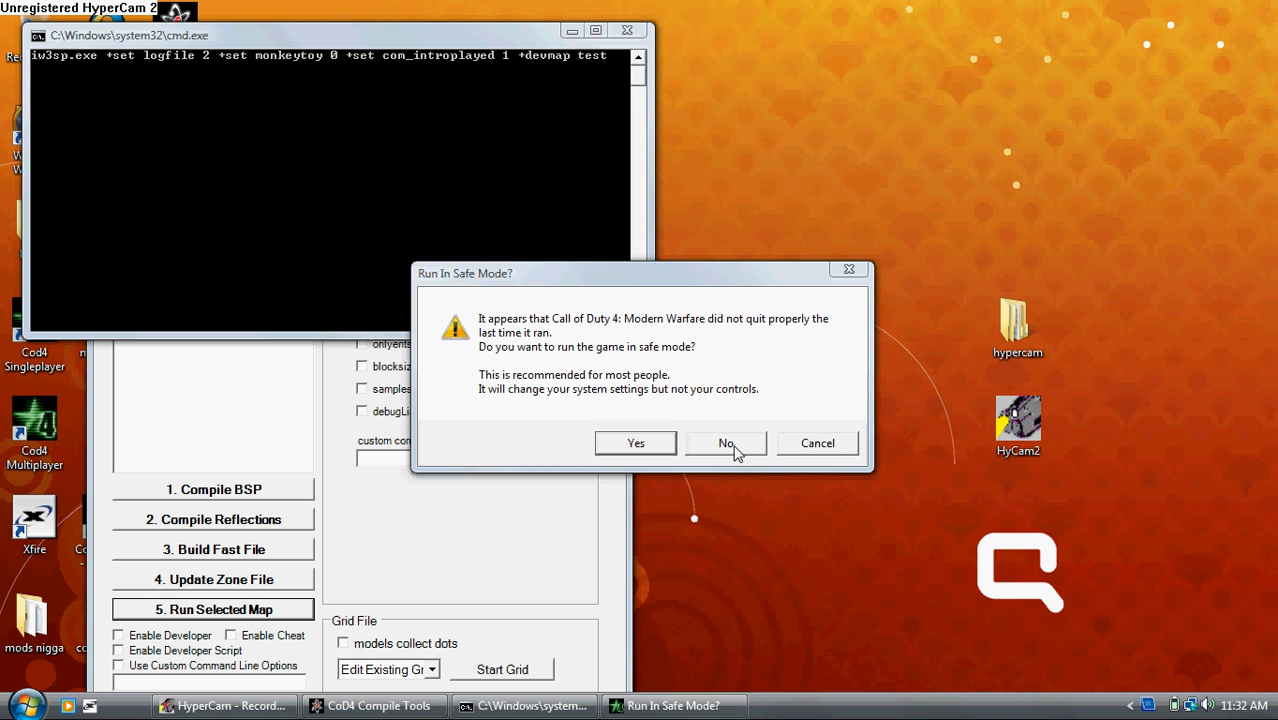 Unregistered HyperCam 2
C:\Windows\system32\cmd.exe
iw3sp.exe +set logfile 2 +set monkeytoy 0 +set com_introplayed 1 +devmap test
Run In Safe Mode?
It appears that Call of Duty 4: Modern Warfare did not quit properly the
last time it ran.
Do you want to run the game in safe mode?
This is recommended for most people.
It will change your system settings but not your controls.
Yes
No
Cancel
hypercam
HyCam2
Cod4
Singleplayer
Cod4
Multiplayer
Xfire
mods nigga
onlyents
blocksiz
samples
debugLi
custom com
1. Compile BSP
2. Compile Reflections
3. Build Fast File
4. Update Zone File
5. Run Selected Map
Enable Developer
Enable Cheat
Enable Developer Script
Use Custom Command Line Options
Grid File
models collect dots
Edit Existing Gr
Start Grid
HyperCam - Record...
CoD4 Compile Tools
C:\Windows\system...
Run In Safe Mode?
11:32 AM